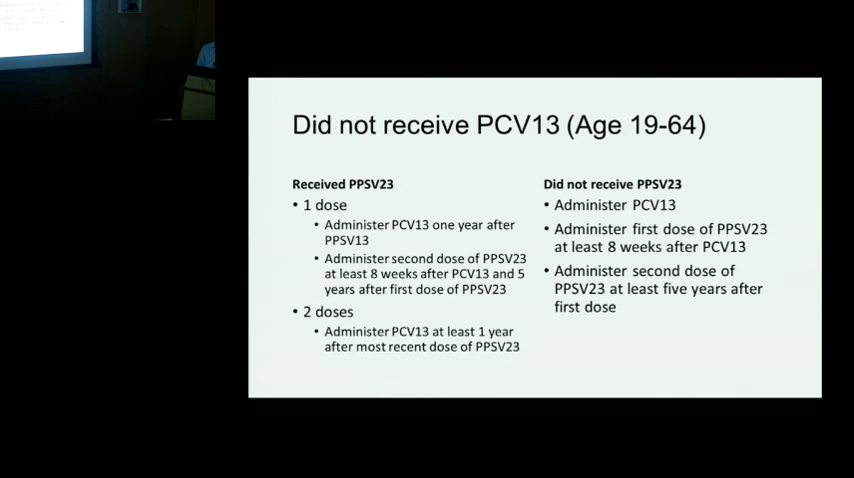 Did not receive PCV13 (Age 19-64)
Received PPSV23
• 1 dose
• Administer PCV13 one year after
PPSV13
• Administer second dose of PPSV23
at least 8 weeks after PCV13 and 5
years after first dose of PPSV23
• 2 doses
• Administer PCV13 at least 1 year
after most recent dose of PPSV23
Did not receive PPSV23
• Administer PCV13
• Administer first dose of PPSV23
at least 8 weeks after PCV13
• Administer second dose of
PPSV23 at least five years after
first dose